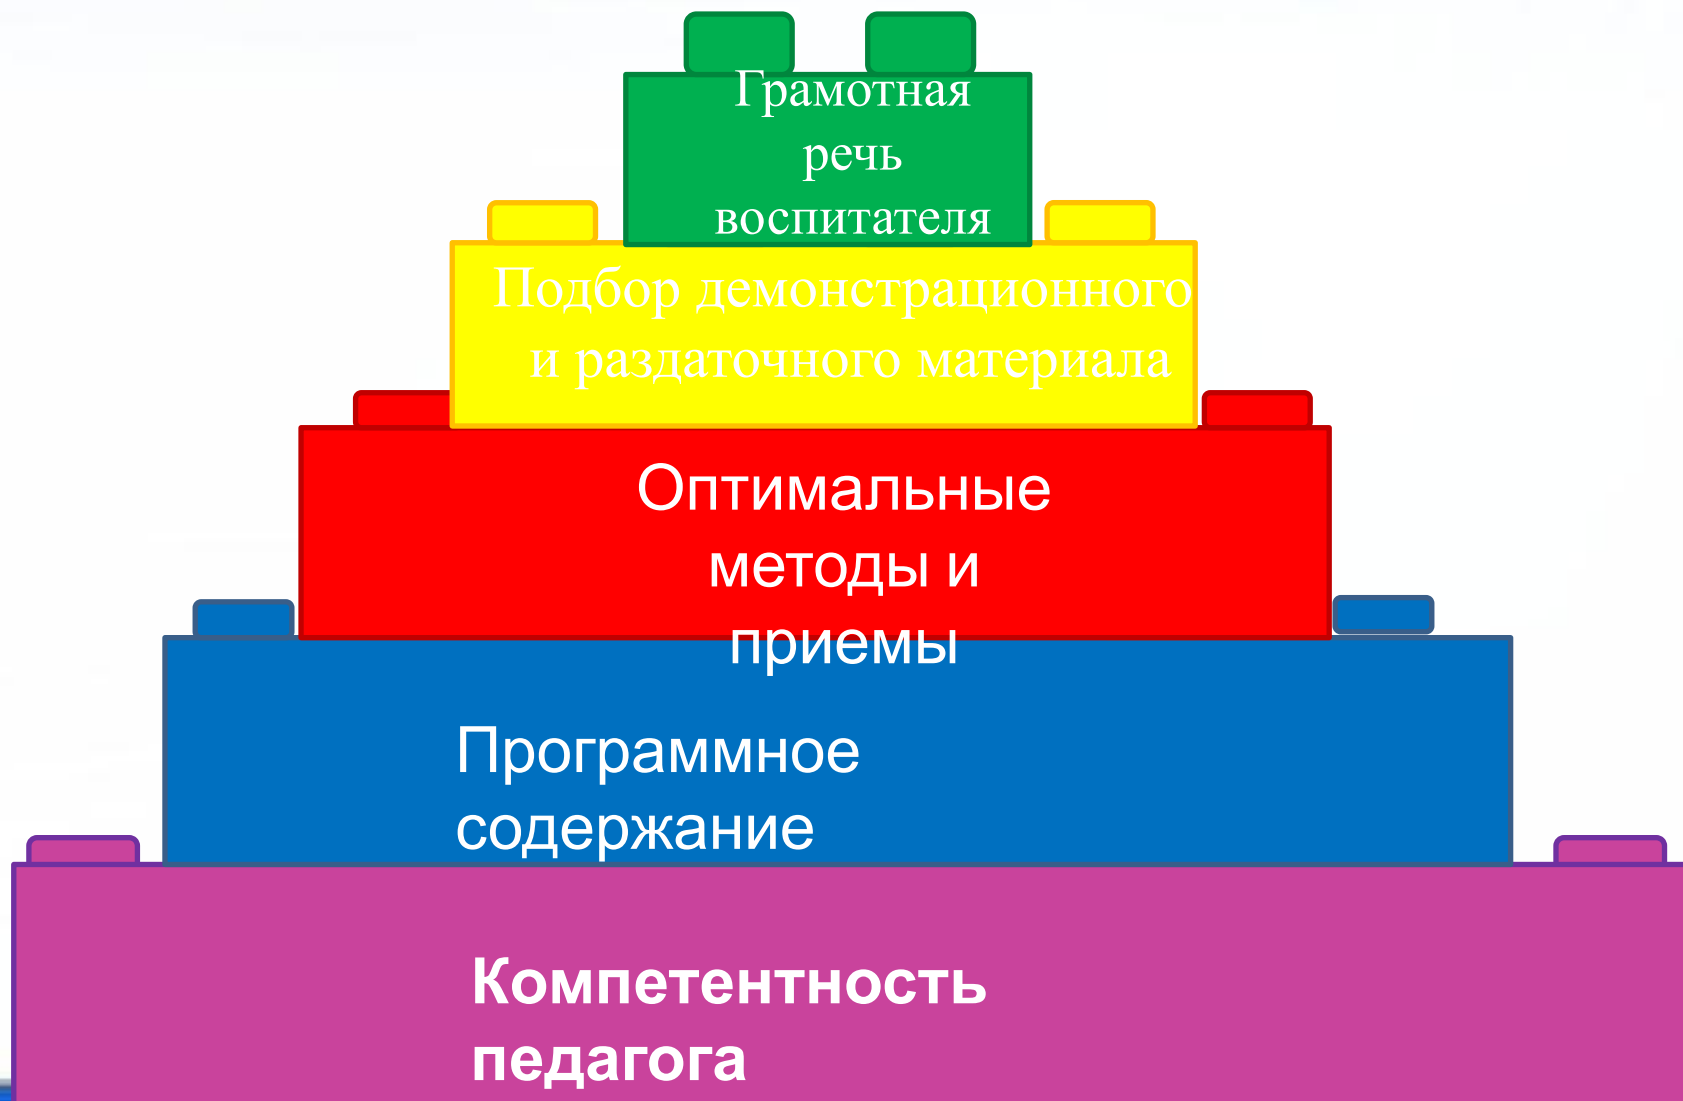 Грамотная
речь
воспитателя
Подбор демонстрационного
и раздаточного материала
Оптимальные
методы и
приемы
Программное
содержание
Компетентность
педагога